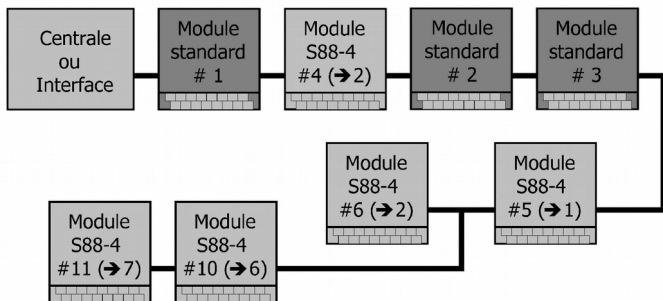 Centrale
ou
Interface
Module
standard
# 1
Module
S88-4
#4 (➔2)
Module
standard
# 2
Module
standard
# 3
Module
S88-4
#6 (➔2)
Module
S88-4
#5 (➔1)
Module
S88-4
#11 (➔7)
Module
S88-4
#10 (➔6)